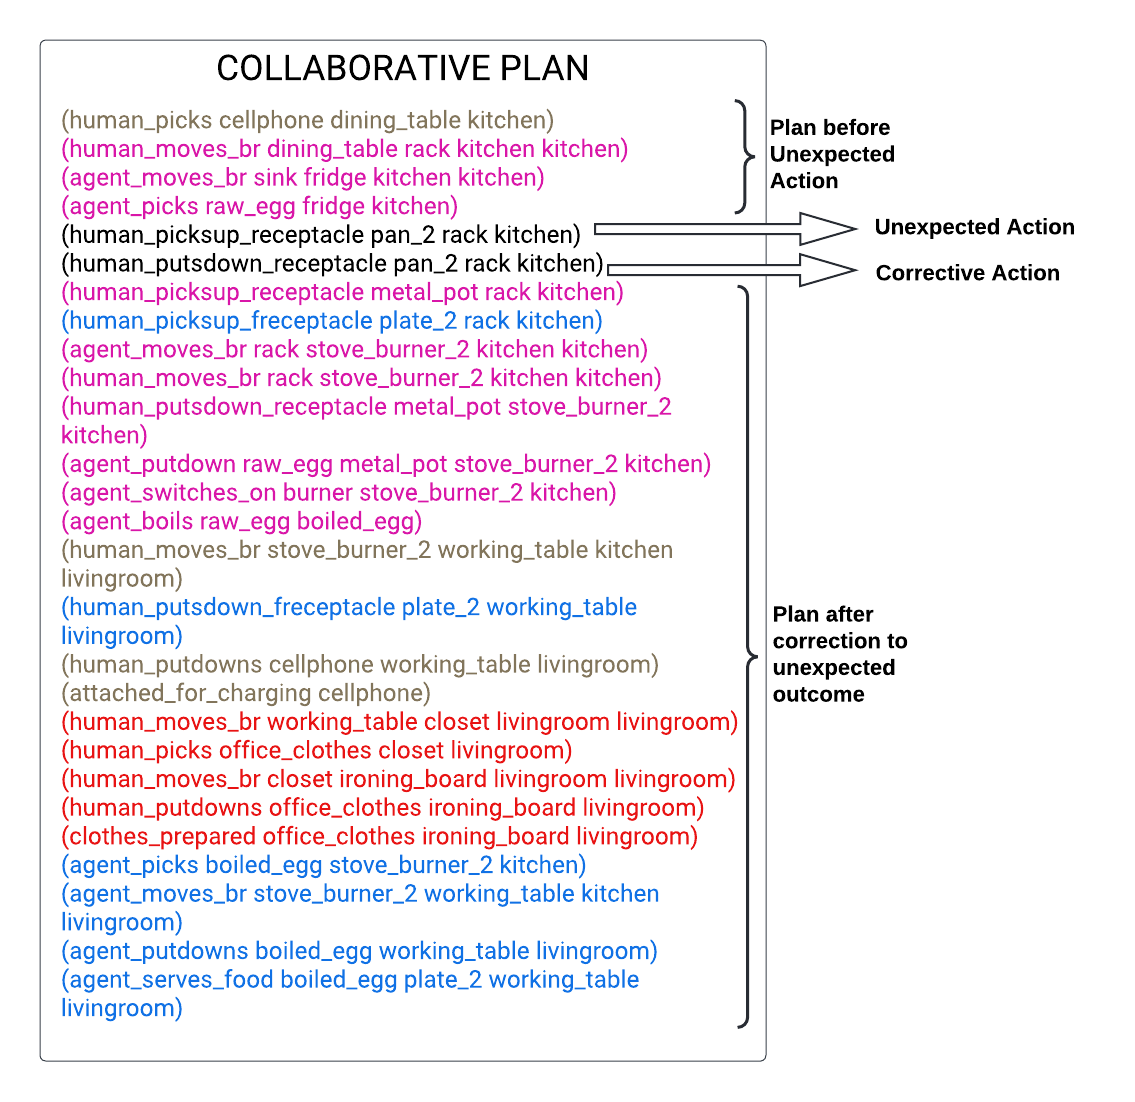 COLLABORATIVE PLAN
(human_picks cellphone dining_table kitchen)
(human_moves_br dining_table rack kitchen kitchen)
(agent_moves_br sink fridge kitchen kitchen)
(agent_picks raw_egg fridge kitchen)
(human_picksup_receptacle pan_2 rack kitchen)
(human_putsdown_receptacle pan_2 rack kitchen)
(human_picksup_receptacle metal_pot rack kitchen)
(human_picksup_freceptacle plate_2 rack kitchen)
(agent_moves_br rack stove_burner_2 kitchen kitchen)
(human_moves_br rack stove_burner_2 kitchen kitchen)
(human_putsdown_receptacle metal_pot stove_burner_2
kitchen)
(agent_putdown raw_egg metal_pot stove_burner_2 kitchen)
(agent_switches_on burner stove_burner_2 kitchen)
(agent_boils raw_egg boiled_egg)
(human_moves_br stove_burner_2 working_table kitchen
livingroom)
(human_putsdown_freceptacle plate_2 working_table
livingroom)
(human_putdowns cellphone working_table livingroom)
(attached_for_charging cellphone)
(human_moves_br working_table closet livingroom livingroom)
(human_picks office_clothes closet livingroom)
(human_moves_br closet ironing_board livingroom livingroom)
(human_putdowns office_clothes ironing_board livingroom)
(clothes_prepared office_clothes ironing_board livingroom)
(agent_picks boiled_egg stove_burner_2 kitchen)
(agent_moves_br stove_burner_2 working_table kitchen
livingroom)
(agent_putdowns boiled_egg working_table livingroom)
(agent_serves_food boiled_egg plate_2 working_table
livingroom)
Plan before
Unexpected
Action
Unexpected Action
Corrective Action
Plan after
correction to
unexpected
outcome